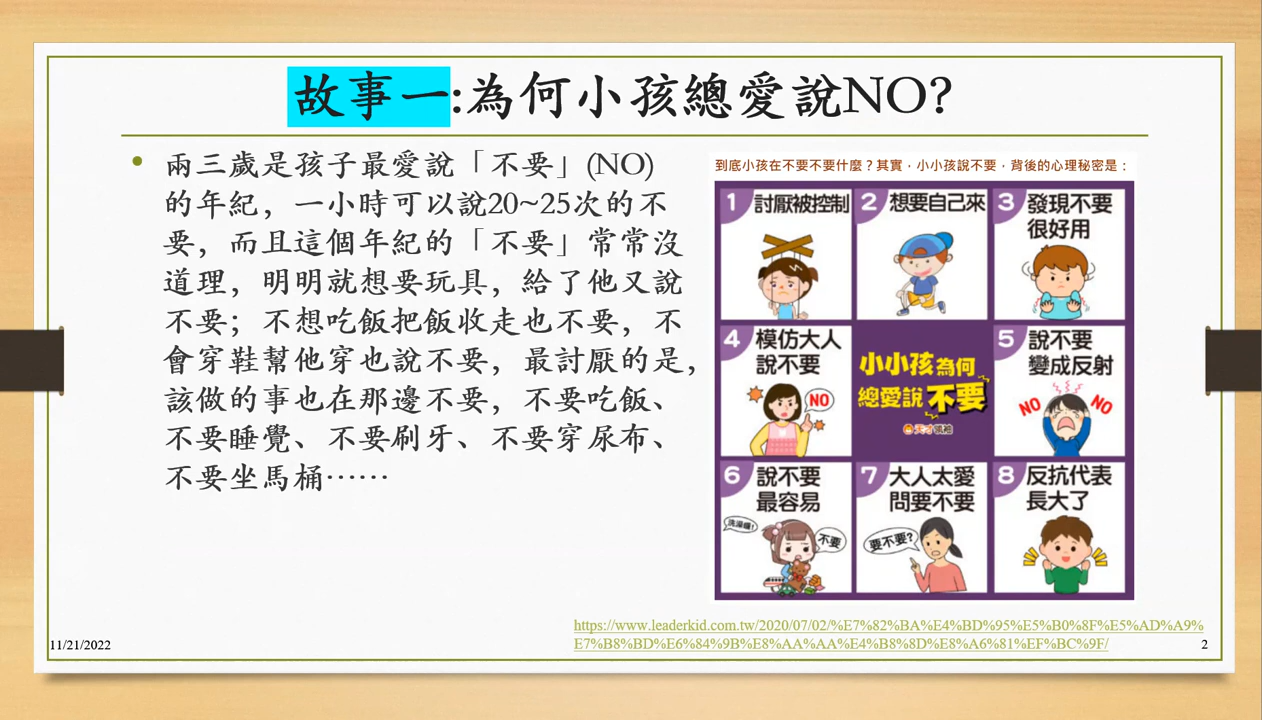 故事一:為何小孩總愛說NO?
• 兩三歲是孩子最愛說「不要」(NO)
的年紀，一小時可以說20~25次的不
要，而且這個年紀的「不要」常常沒
道理，明明就想要玩具，給了他又說
不要；不想吃飯把飯收走也不要，不
會穿鞋幫他穿也說不要，最討厭的是，
該做的事也在那邊不要，不要吃飯、
不要睡覺、不要刷牙、不要穿尿布、
不要坐馬桶……
到底小孩在不要不要什麼？其實，小小孩說不要，背後的心理秘密是：
1 討厭被控制
2 想要自己來
3 發現不要
很好用
4 模仿大人
說不要
NO
小小孩為何
總愛說不要
天才領袖
5 說不要
變成反射
NO NO
6 說不要
最容易
洗澡囉!
不要
7 大人太愛
問要不要
要不要?
8 反抗代表
長大了
https://www.leaderkid.com.tw/2020/07/02/%E7%82%BA%E4%BD%95%E5%B0%8F%E5%AD%A9%
E7%B8%BD%E6%84%9B%E8%AA%AA%E4%B8%8D%E8%A6%81%EF%BC%9F/
11/21/2022
2